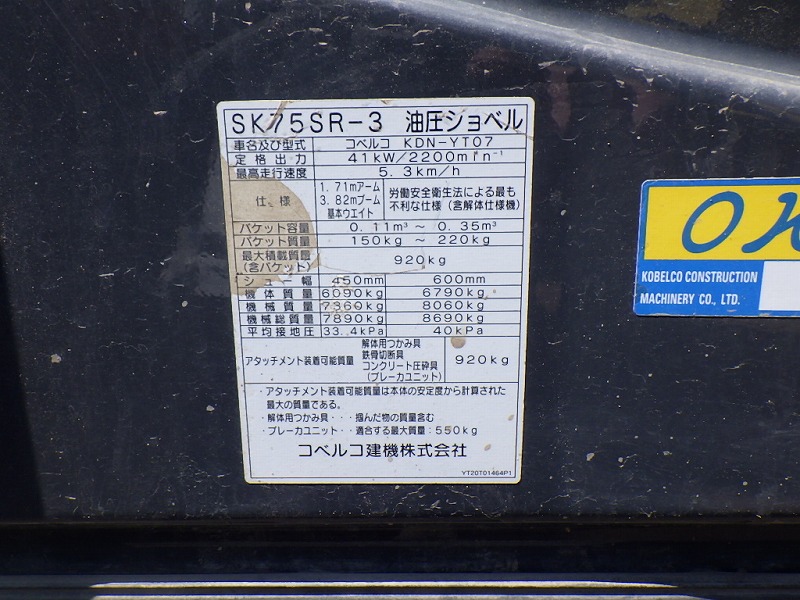 SK75SR-3 油圧ショベル
車名及び型式 コベルコ KDN-YT07
定格出力 41kW/2200min⁻¹
最高走行速度 5.3km/h
仕様 1.71mアーム 労働安全衛生法による最も
3.82mブーム 不利な仕様(含解体仕様機)
基本ウエイト
バケット容量 0.11m³ ~ 0.35m³
バケット質量 150kg ~ 220kg
最大積載質量 920kg
(含バケット)
シュー幅 450mm 600mm
機体質量 6090kg 6790kg
機械質量 7360kg 8060kg
機械総質量 7890kg 8690kg
平均接地圧 33.4kPa 40kPa
アタッチメント装着可能質量 解体用つかみ具 920kg
鉄骨切断具
コンクリート圧砕具
(ブレーカユニット)
・アタッチメント装着可能質量は本体の安定度から計算された
最大の質量である。
・解体用つかみ具・・・掴んだ物の質量含む
・ブレーカユニット・・適合する最大質量:550kg
コベルコ建機株式会社
YT20T01464P1
KOBELCO CONSTRUCTION
MACHINERY CO., LTD.